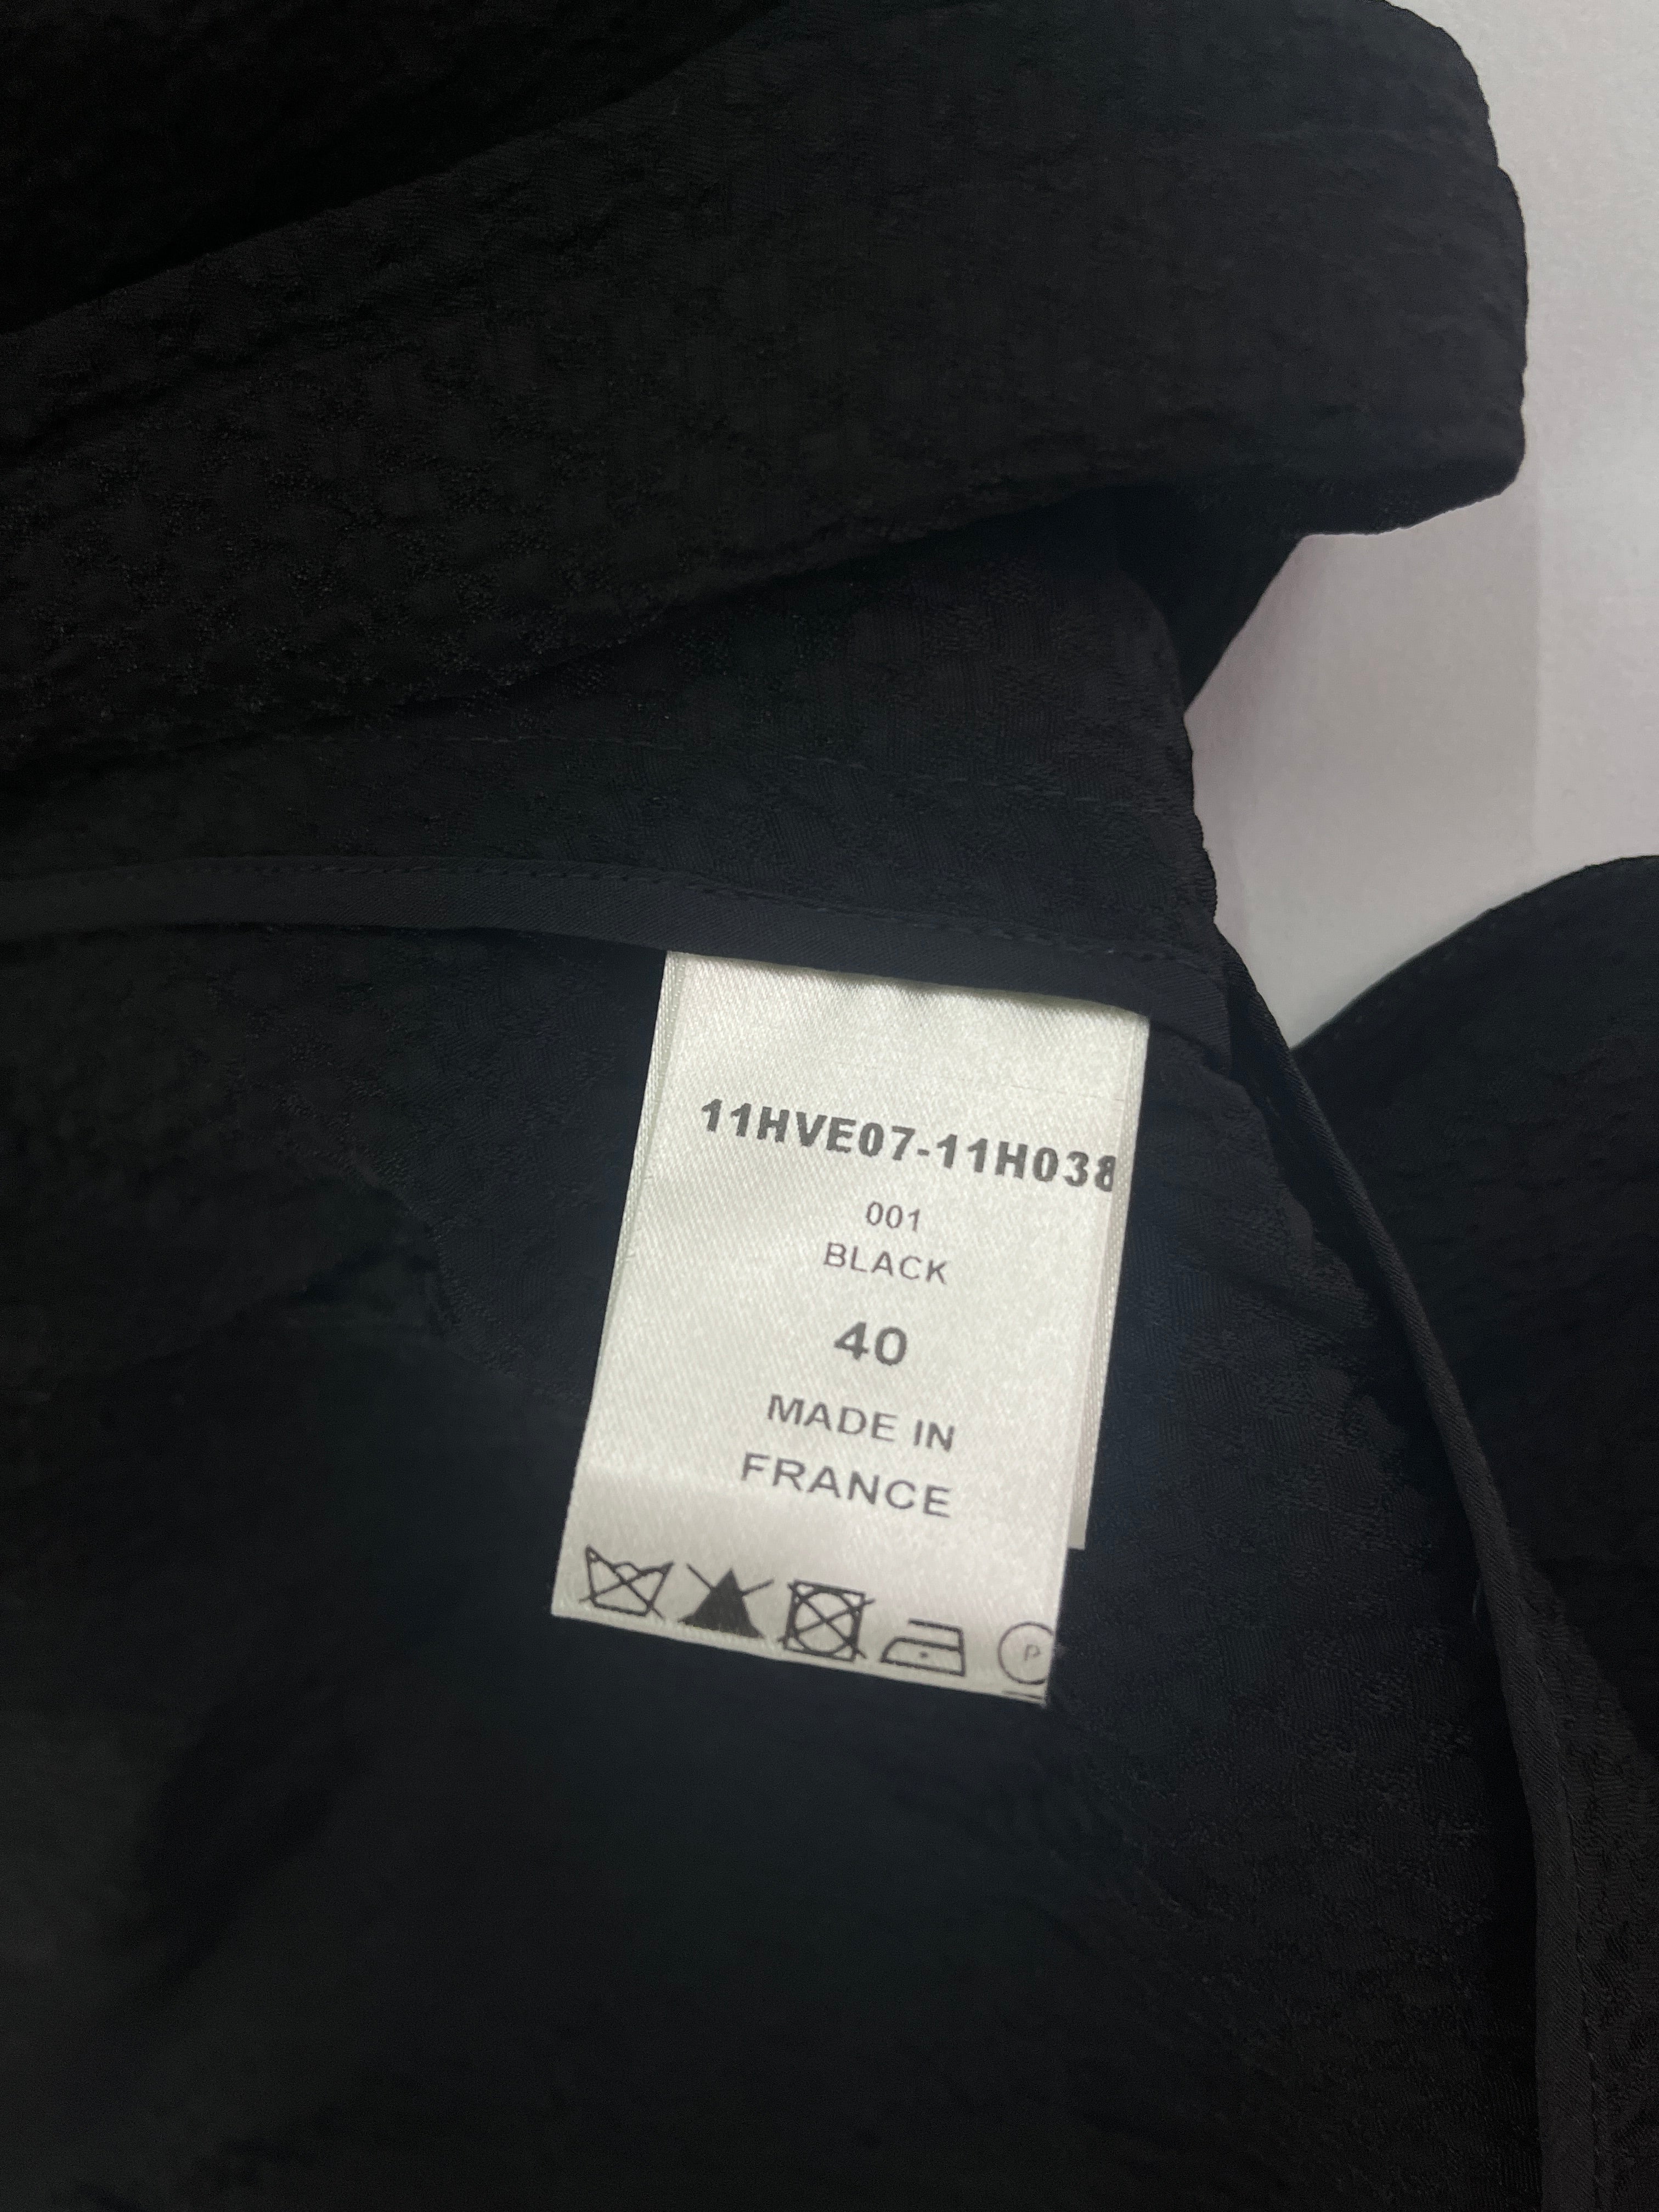 11HVE07-11H038
001
BLACK
40
MADE IN
FRANCE
P